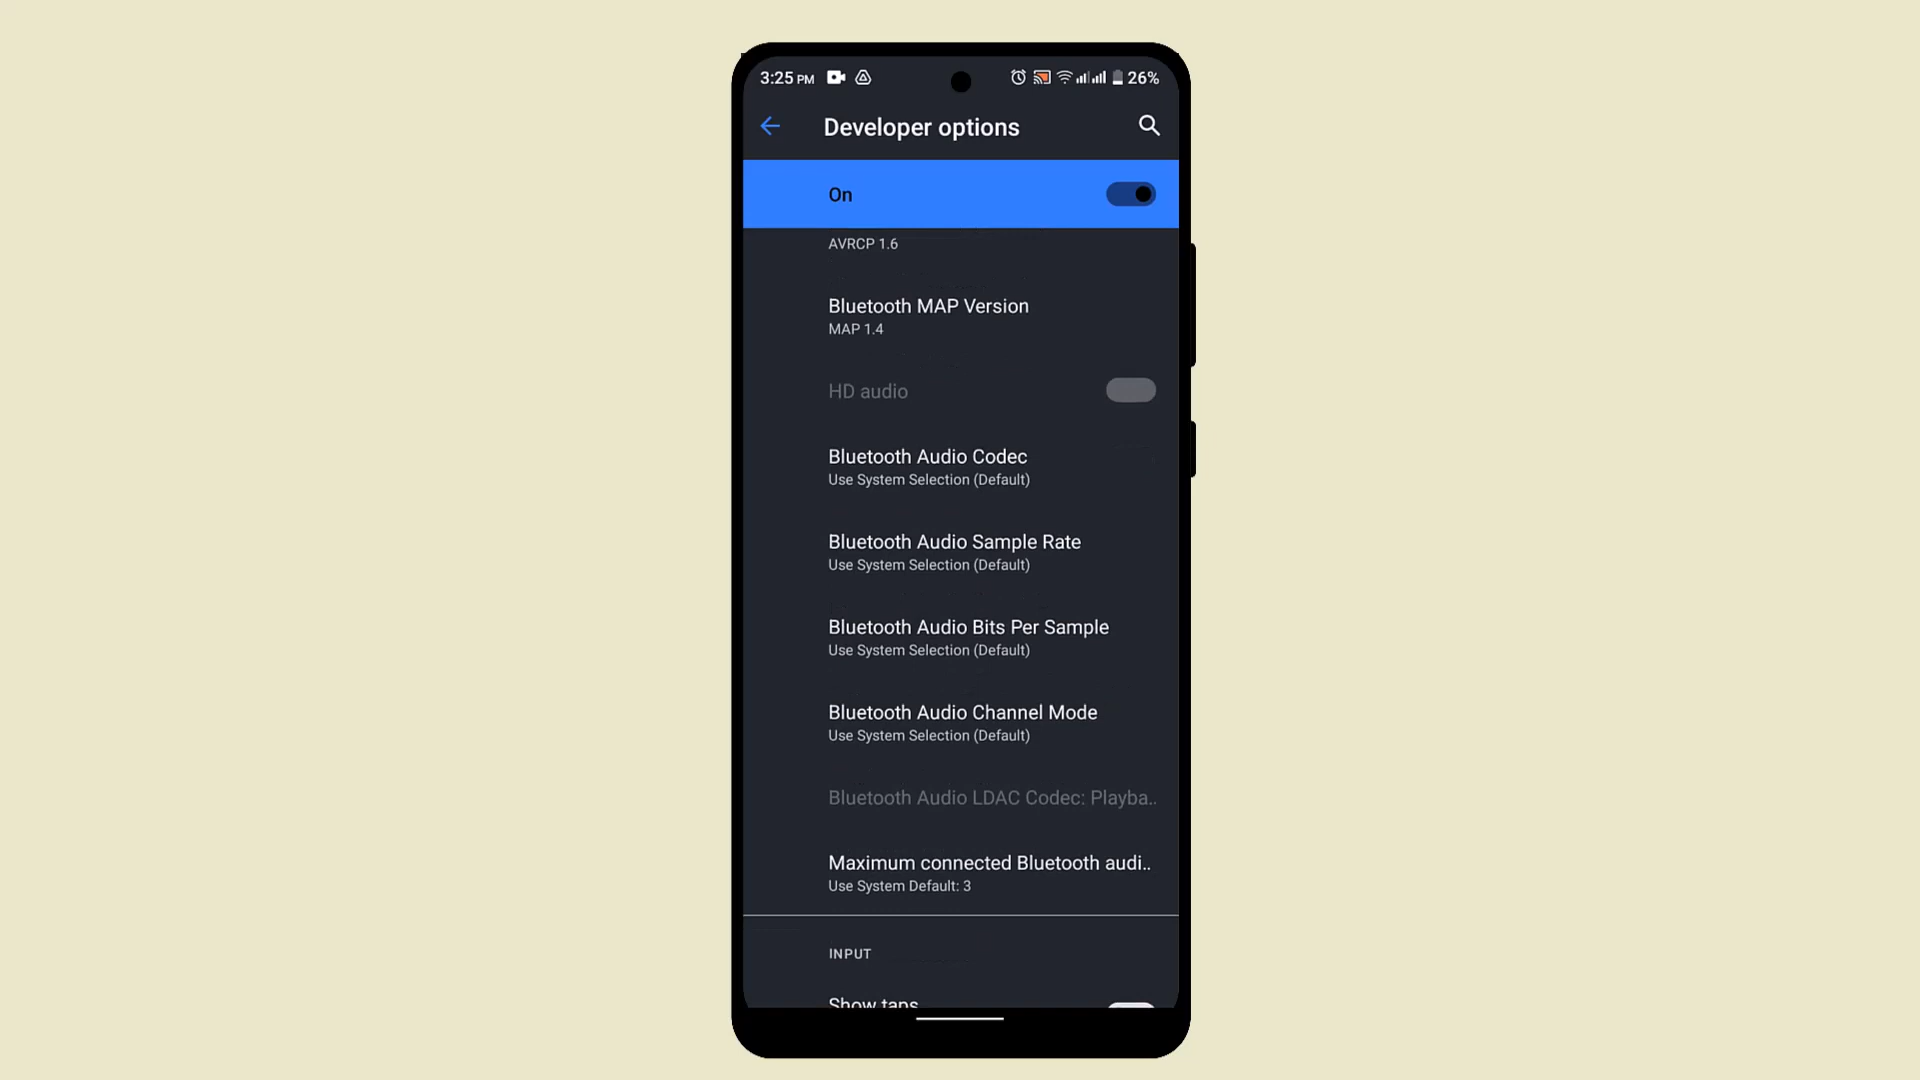 3:25 PM
26%
Developer options
On
AVRCP 1.6
Bluetooth MAP Version
MAP 1.4
HD audio
Bluetooth Audio Codec
Use System Selection (Default)
Bluetooth Audio Sample Rate
Use System Selection (Default)
Bluetooth Audio Bits Per Sample
Use System Selection (Default)
Bluetooth Audio Channel Mode
Use System Selection (Default)
Bluetooth Audio LDAC Codec: Playba..
Maximum connected Bluetooth audi..
Use System Default: 3
INPUT
Show taps